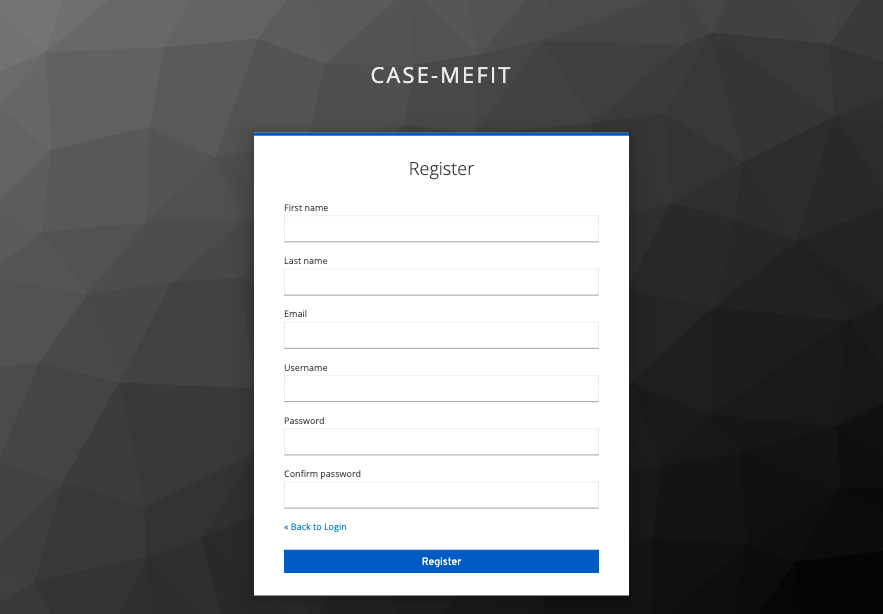 CASE-MEFIT
Register
First name
Last name
Email
Username
Password
Confirm password
« Back to Login
Register